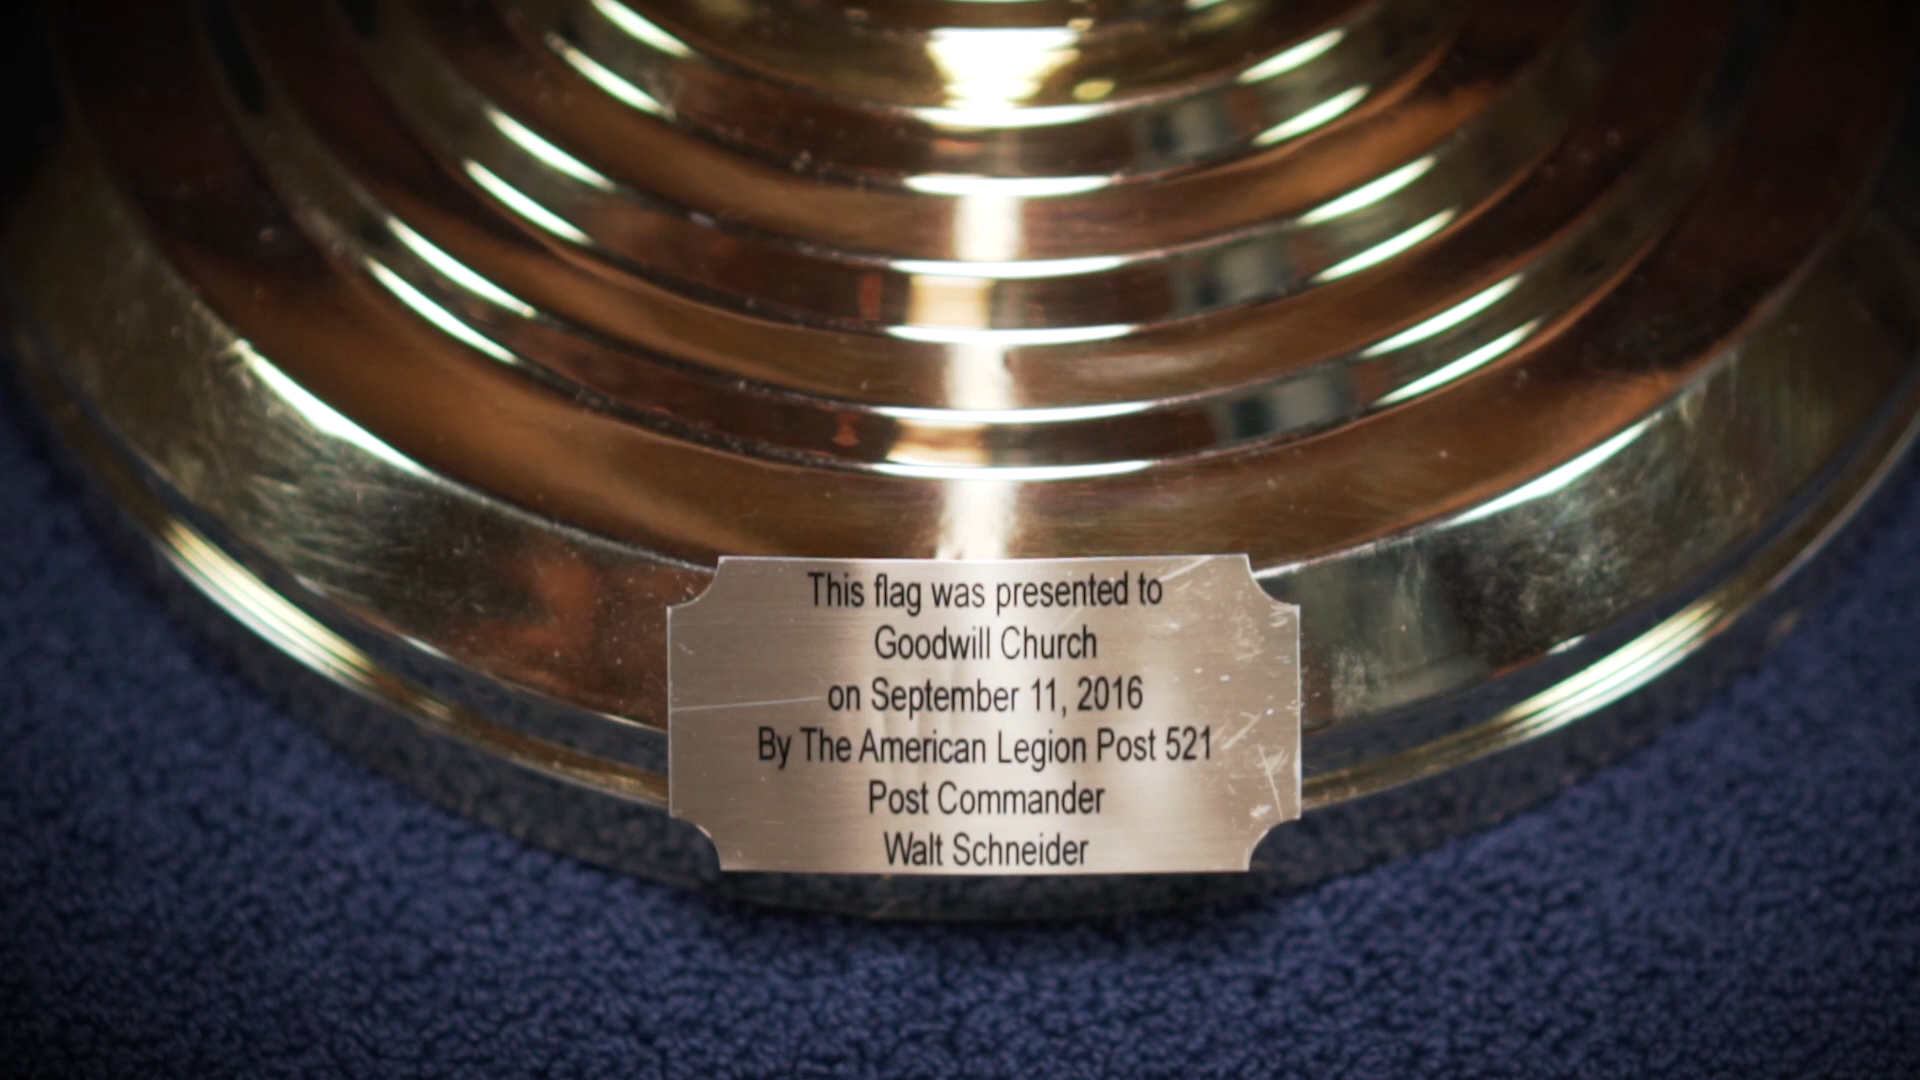 This flag was presented to
Goodwill Church
on September 11, 2016
By The American Legion Post 521
Post Commander
Walt Schneider